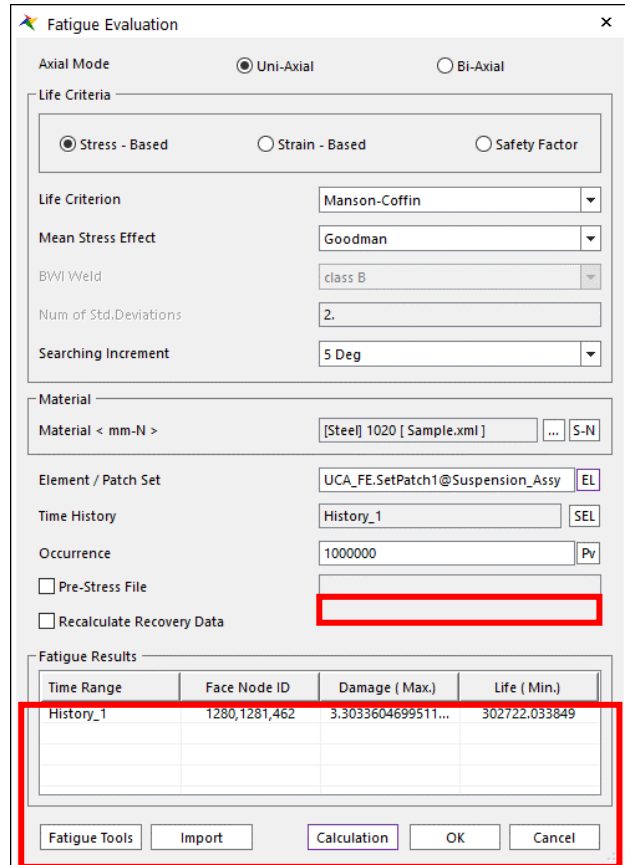 Fatigue Evaluation ×
Axial Mode Uni-Axial Bi-Axial
Life Criteria
Stress - Based Strain - Based Safety Factor
Life Criterion Manson-Coffin
Mean Stress Effect Goodman
BWI Weld class B
Num of Std.Deviations 2.
Searching Increment 5 Deg
Material
Material < mm-N > [Steel] 1020 [ Sample.xml ] ... S-N
Element / Patch Set UCA_FE.SetPatch1@Suspension_Assy EL
Time History History_1 SEL
Occurrence 1000000 Pv
Pre-Stress File
Recalculate Recovery Data
Fatigue Results
Time Range Face Node ID Damage ( Max.) Life ( Min.)
History_1 1280,1281,462 3.3033604699511... 302722.033849
Fatigue Tools Import Calculation OK Cancel